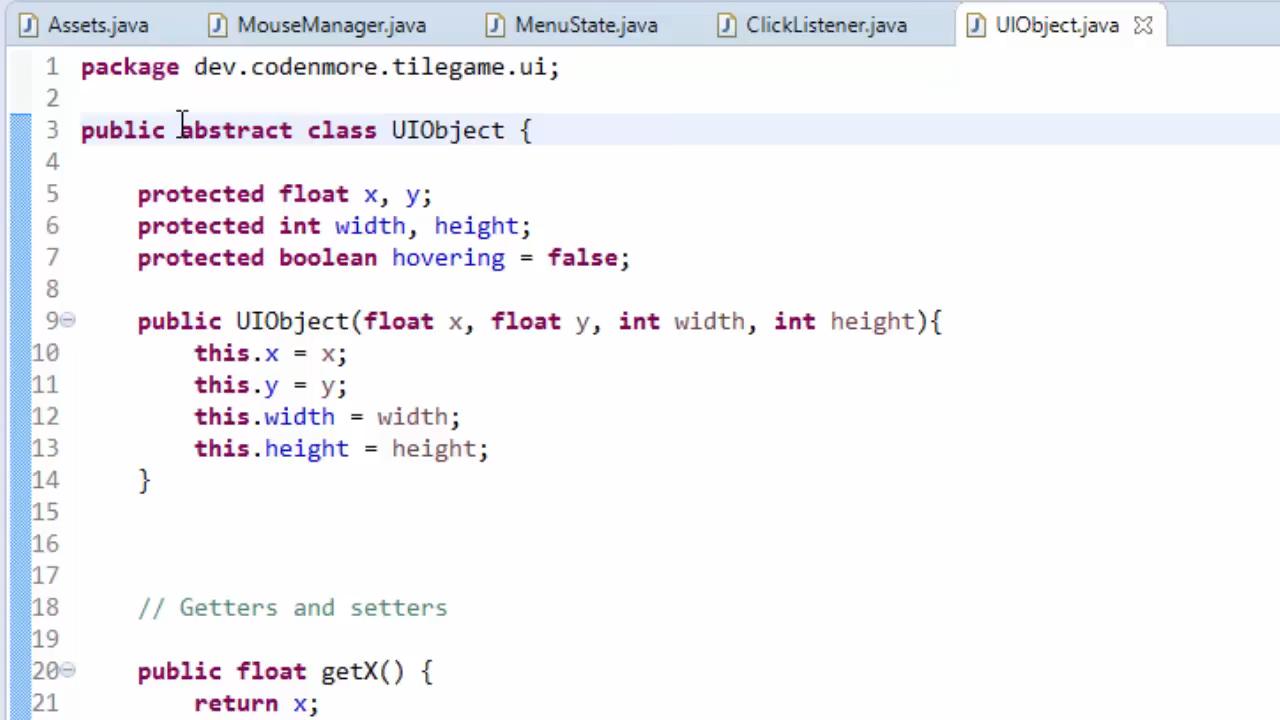 Assets.java MouseManager.java MenuState.java ClickListener.java UIObject.java
1 package dev.codenmore.tilegame.ui;
2
3 public abstract class UIObject {
4
5 protected float x, y;
6 protected int width, height;
7 protected boolean hovering = false;
8
9 public UIObject(float x, float y, int width, int height){
10 this.x = x;
11 this.y = y;
12 this.width = width;
13 this.height = height;
14 }
15
16
17
18 // Getters and setters
19
20 public float getX() {
21 return x;